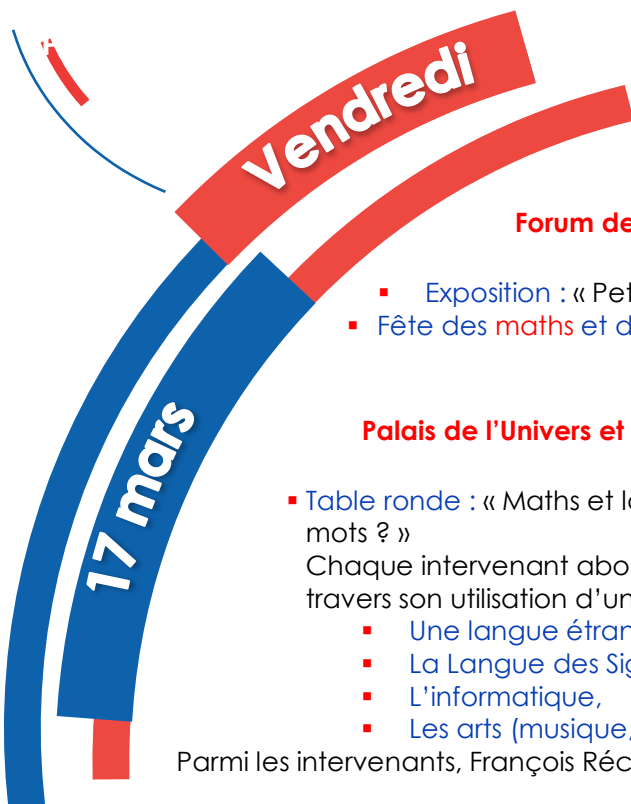 Vendredi
17 mars
Forum de
▪ Exposition : « Pet
▪ Fête des maths et d
Palais de l’Univers et
▪ Table ronde : « Maths et l
mots ? »
Chaque intervenant abo
travers son utilisation d’un
▪ Une langue étran
▪ La Langue des Sig
▪ L’informatique,
▪ Les arts (musique,
Parmi les intervenants, François Réc